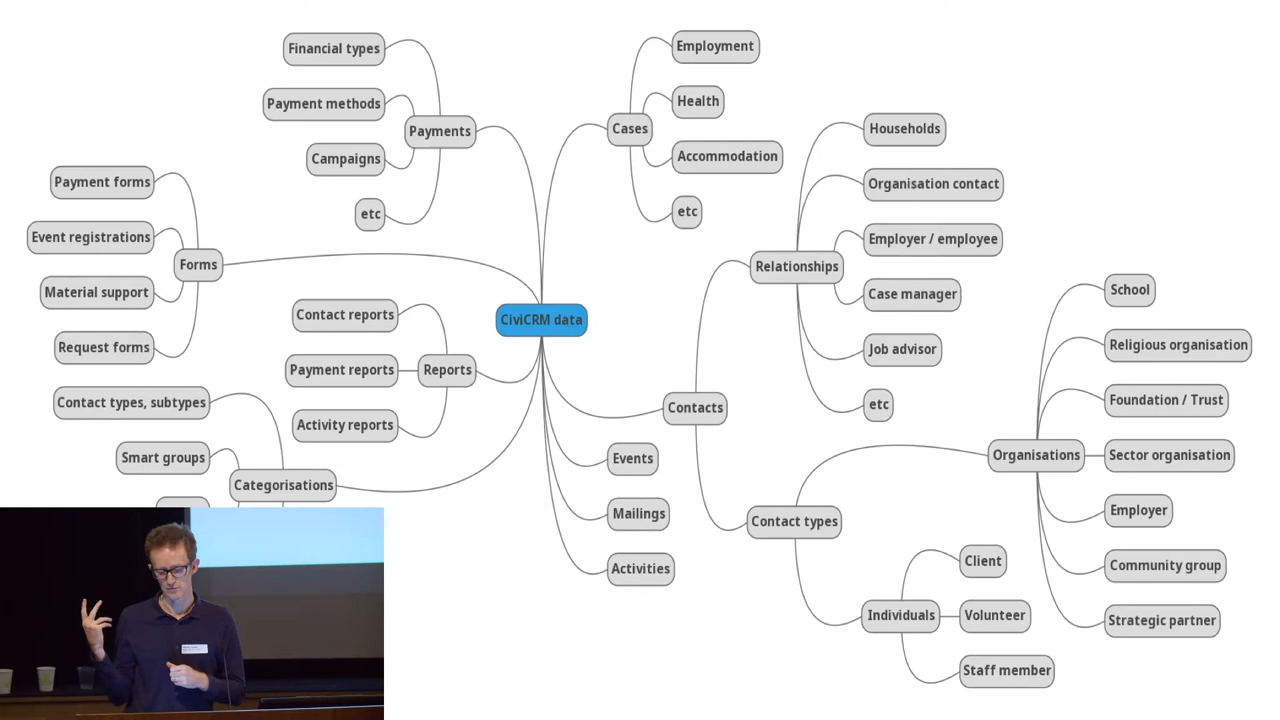 Financial types
Payment methods
Campaigns
etc
Payments
Employment
Health
Accommodation
etc
Cases
Payment forms
Event registrations
Material support
Request forms
Forms
CiviCRM data
Contact reports
Payment reports
Activity reports
Reports
Contact types, subtypes
Smart groups
Categorisations
Events
Mailings
Activities
Contacts
Relationships
Households
Organisation contact
Employer / employee
Case manager
Job advisor
etc
Contact types
Organisations
School
Religious organisation
Foundation / Trust
Sector organisation
Employer
Community group
Strategic partner
Individuals
Client
Volunteer
Staff member